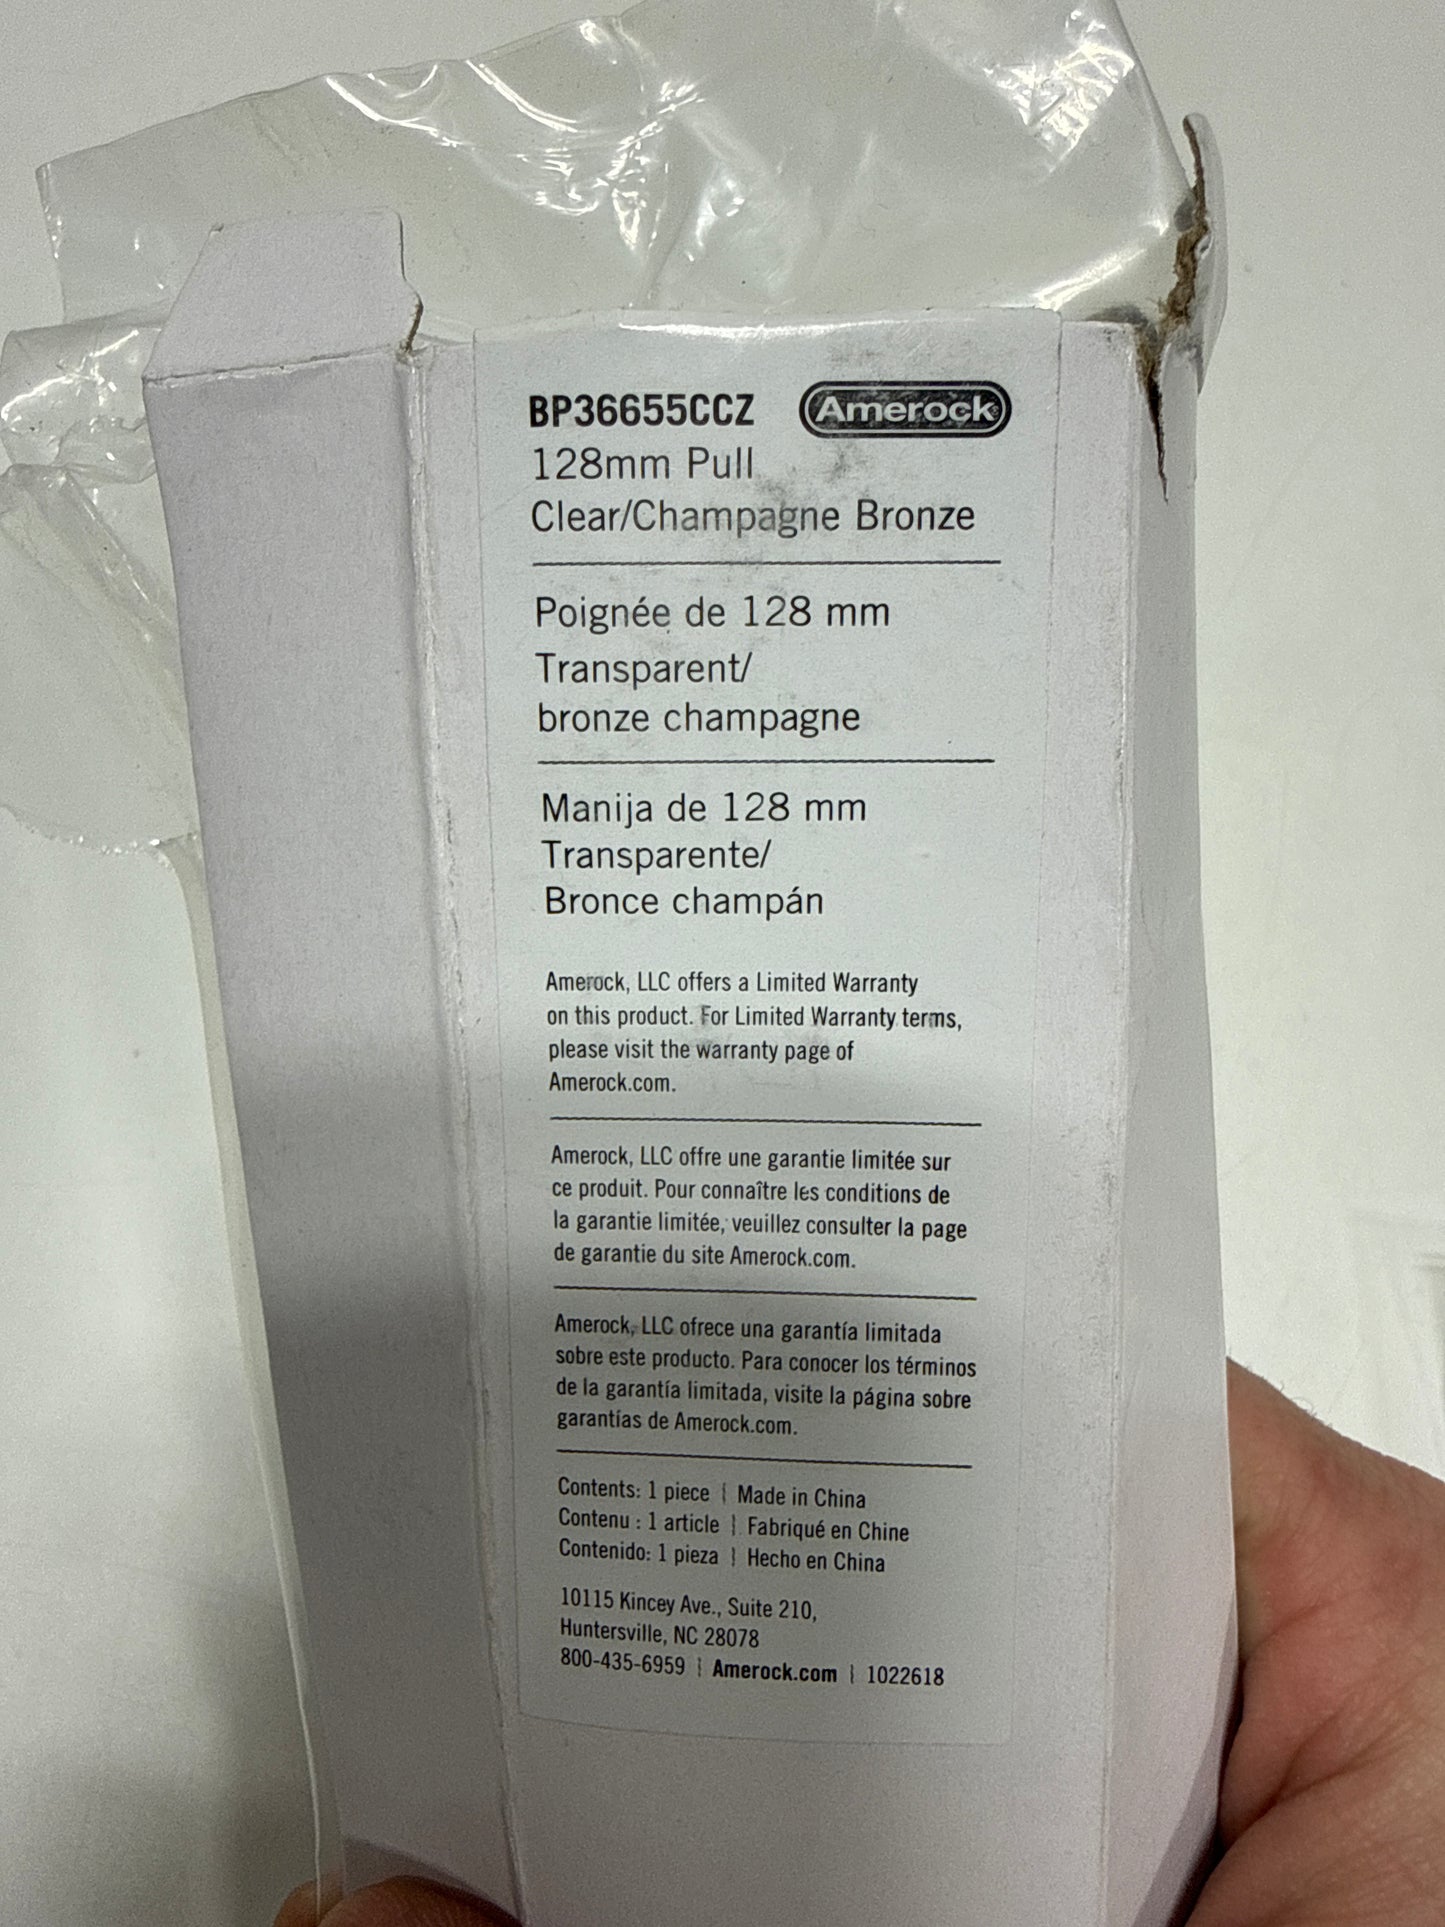 BP36655CCZ Amerock®
128mm Pull
Clear/Champagne Bronze
Poignée de 128 mm
Transparent/
bronze champagne
Manija de 128 mm
Transparente/
Bronce champán
Amerock, LLC offers a Limited Warranty
on this product. For Limited Warranty terms,
please visit the warranty page of
Amerock.com.
Amerock, LLC offre une garantie limitée sur
ce produit. Pour connaître les conditions de
la garantie limitée, veuillez consulter la page
de garantie du site Amerock.com.
Amerock, LLC ofrece una garantía limitada
sobre este producto. Para conocer los términos
de la garantía limitada, visite la página sobre
garantías de Amerock.com.
Contents: 1 piece | Made in China
Contenu : 1 article | Fabriqué en Chine
Contenido: 1 pieza | Hecho en China
10115 Kincey Ave., Suite 210,
Huntersville, NC 28078
800-435-6959 | Amerock.com | 1022618